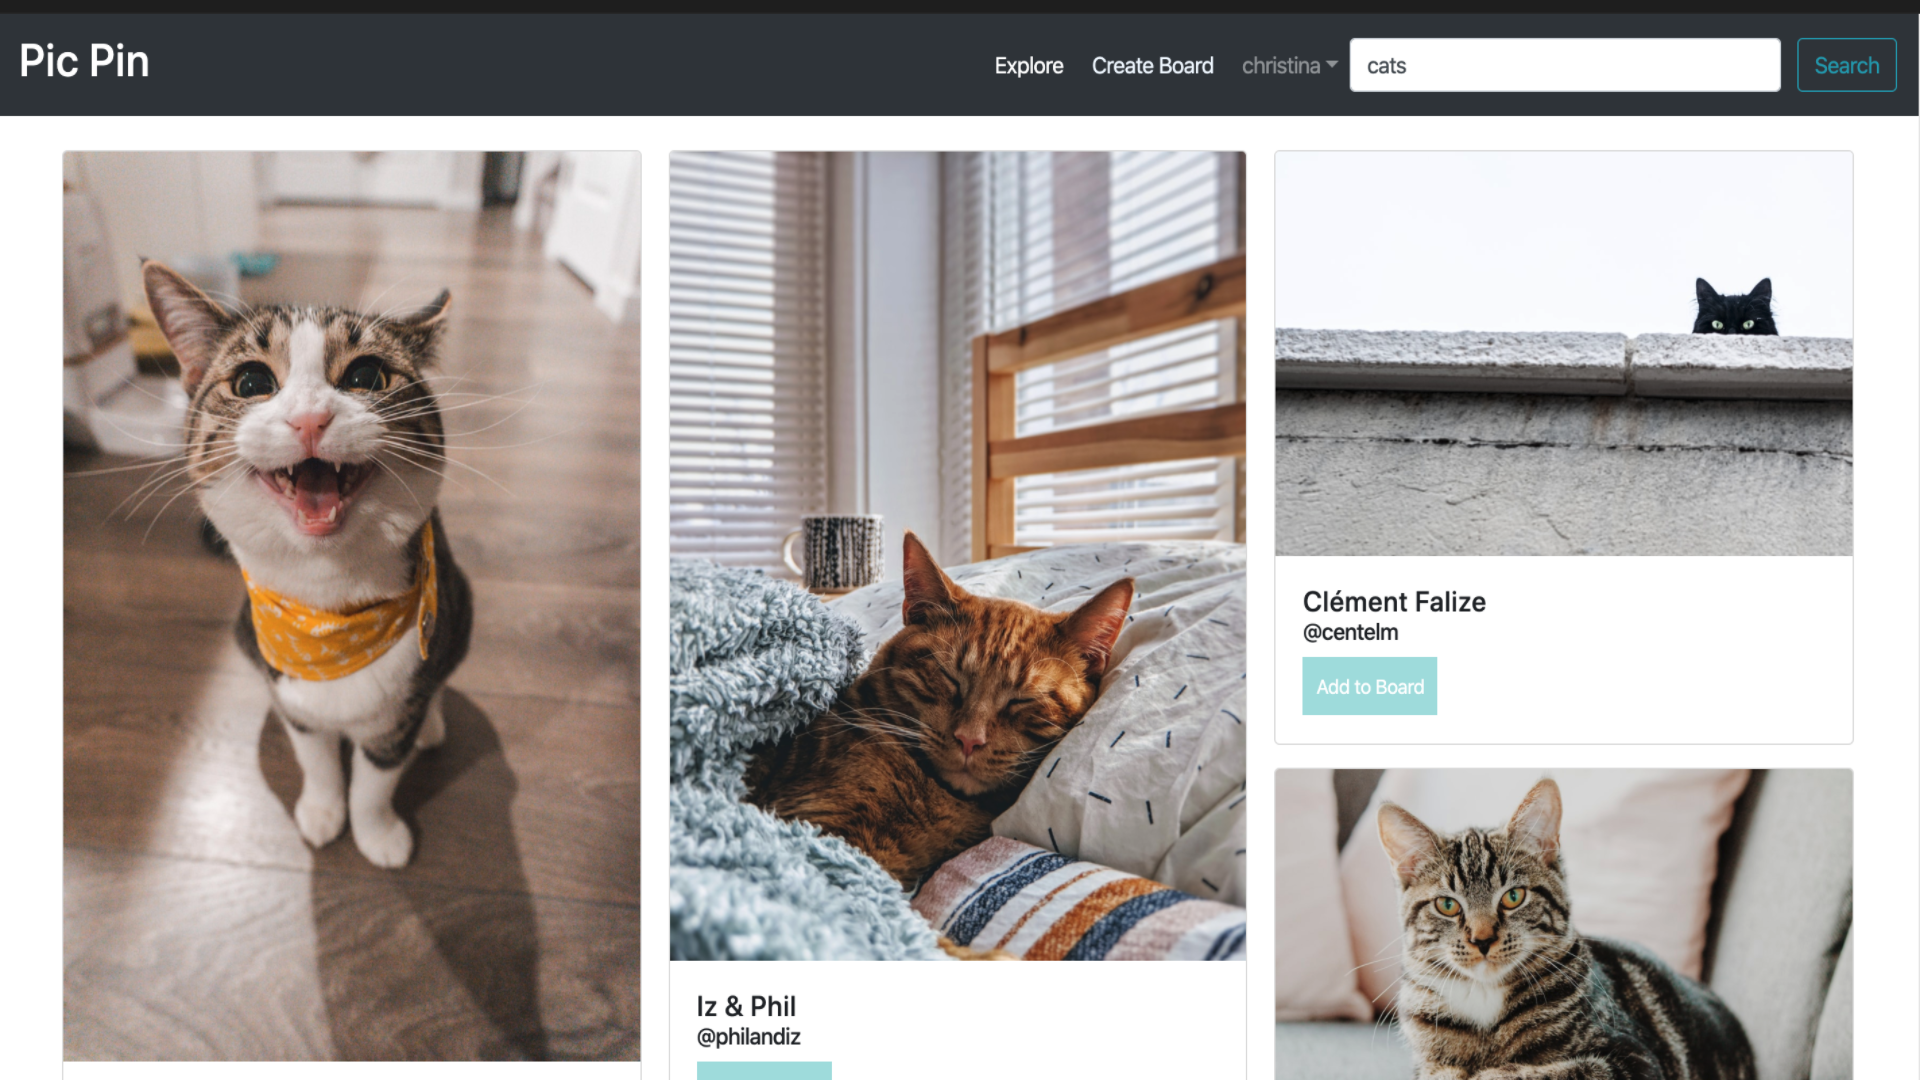 Pic Pin
Explore
Create Board
christina
cats
Search
Clément Falize
@centelm
Add to Board
Iz & Phil
@philandiz